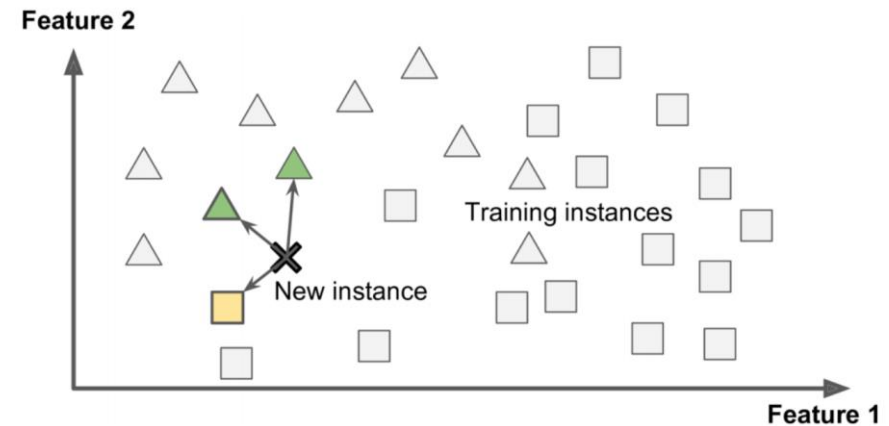 Feature 2
Training instances
New instance
Feature 1